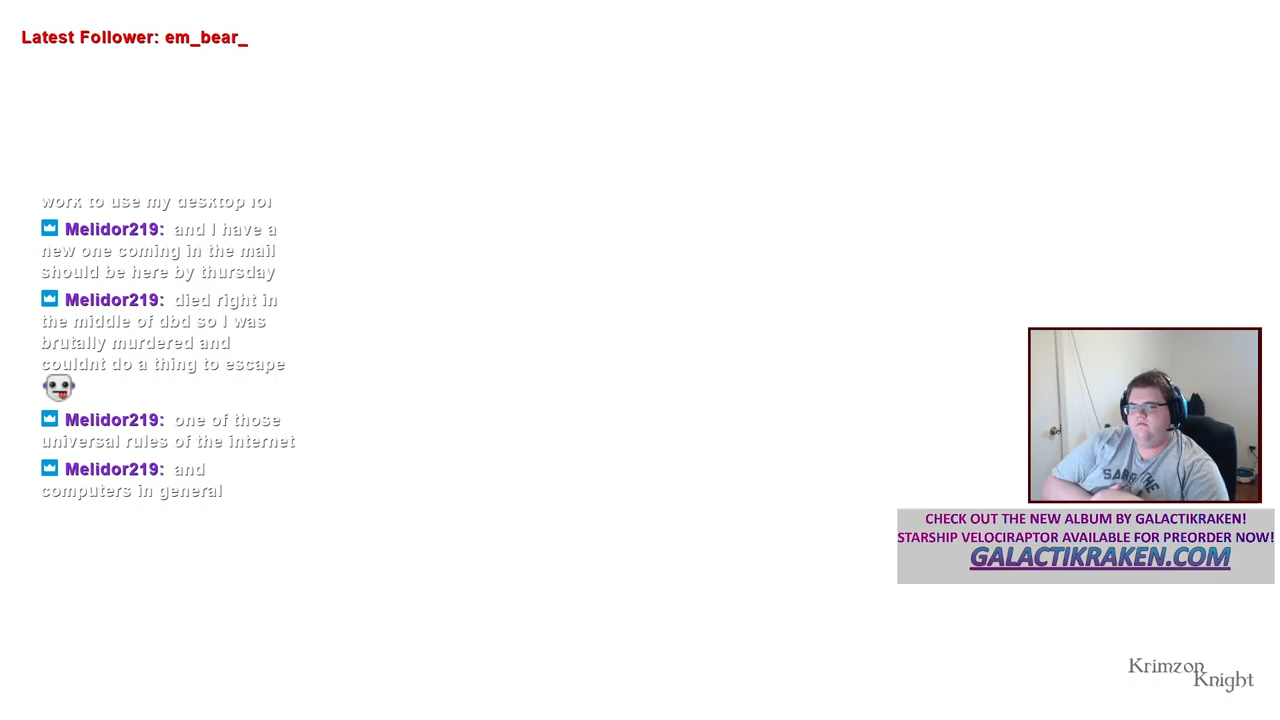 Latest Follower: em_bear_
work to use my desktop lol
Melidor219: and I have a
new one coming in the mail
should be here by thursday
Melidor219: died right in
the middle of dbd so I was
brutally murdered and
couldnt do a thing to escape
Melidor219: one of those
universal rules of the internet
Melidor219: and
computers in general
CHECK OUT THE NEW ALBUM BY GALACTIKRAKEN!
STARSHIP VELOCIRAPTOR AVAILABLE FOR PREORDER NOW!
GALACTIKRAKEN.COM
Krimzon
Knight